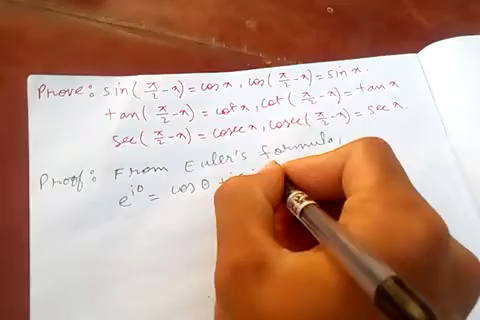 Prove: sin(π/2 - x) = cos x, cos(π/2 - x) = sin x.
tan(π/2 - x) = cot x, cot(π/2 - x) = tan x
sec(π/2 - x) = cosec x, cosec(π/2 - x) = sec x.
Proof: From Euler's formula,
e^iθ = cos θ + i